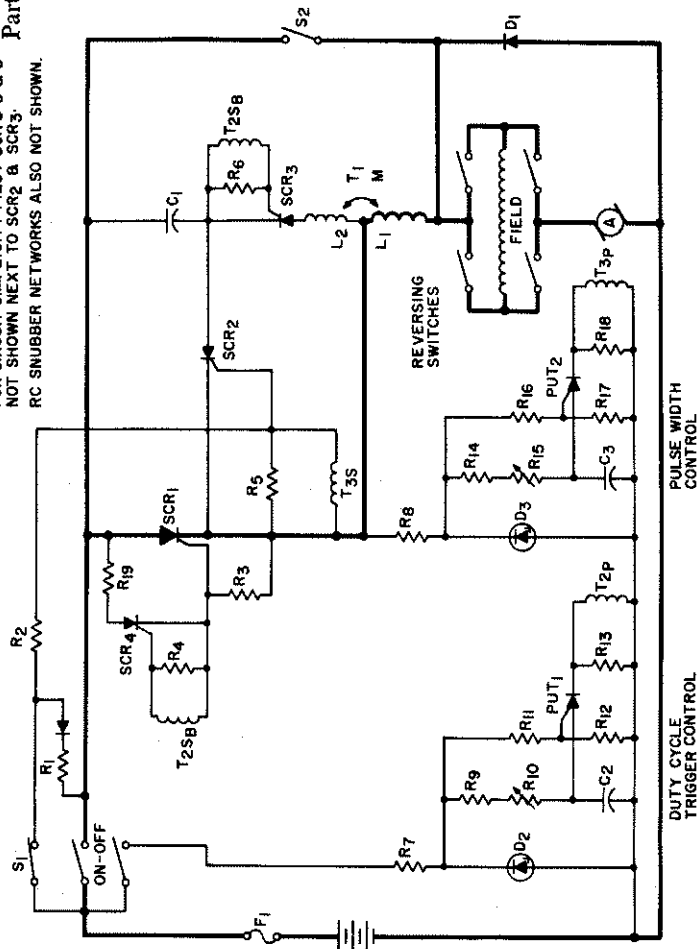 Part
NOT SHOWN NEXT TO SCR2 & SCR3.
RC SNUBBER NETWORKS ALSO NOT SHOWN.
S1
ON-OFF
R1
R2
F1
R19
SCR4
R4
T2SB
R3
SCR1
R5
T3S
SCR2
C1
R6
T2SB
SCR3
L2
T1
M
L1
S2
D1
REVERSING
SWITCHES
FIELD
A
R7
D2
R9
R10
C2
R11
PUT1
R12
R13
T2P
R8
D3
R14
R15
C3
R16
PUT2
R17
R18
T3P
DUTY CYCLE
TRIGGER CONTROL
PULSE WIDTH
CONTROL